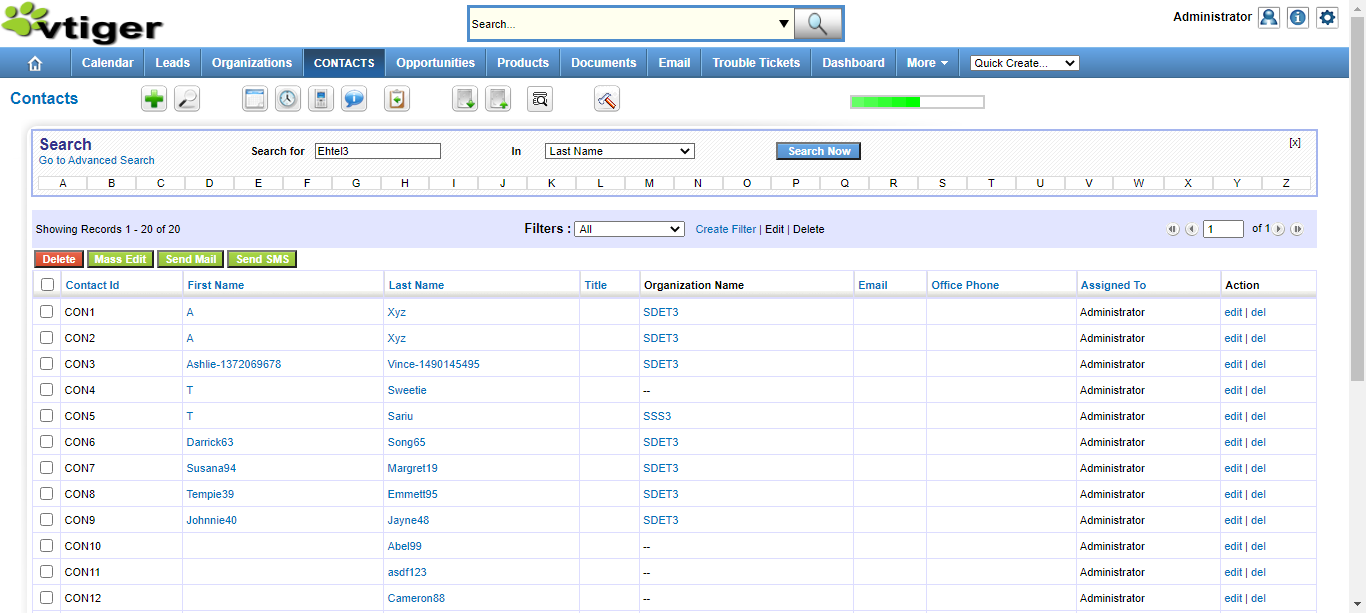 vtiger
Search...
Administrator
Calendar Leads Organizations CONTACTS Opportunities Products Documents Email Trouble Tickets Dashboard More Quick Create...
Contacts
Search
Go to Advanced Search
Search for Ehtel3 In Last Name Search Now [x]
A B C D E F G H I J K L M N O P Q R S T U V W X Y Z
Showing Records 1 - 20 of 20 Filters : All Create Filter | Edit | Delete 1 of 1
Delete Mass Edit Send Mail Send SMS
Contact Id First Name Last Name Title Organization Name Email Office Phone Assigned To Action
CON1 A Xyz SDET3 Administrator edit | del
CON2 A Xyz SDET3 Administrator edit | del
CON3 Ashlie-1372069678 Vince-1490145495 SDET3 Administrator edit | del
CON4 T Sweetie -- Administrator edit | del
CON5 T Sariu SSS3 Administrator edit | del
CON6 Darrick63 Song65 SDET3 Administrator edit | del
CON7 Susana94 Margret19 SDET3 Administrator edit | del
CON8 Tempie39 Emmett95 SDET3 Administrator edit | del
CON9 Johnnie40 Jayne48 SDET3 Administrator edit | del
CON10 Abel99 -- Administrator edit | del
CON11 asdf123 -- Administrator edit | del
CON12 Cameron88 -- Administrator edit | del